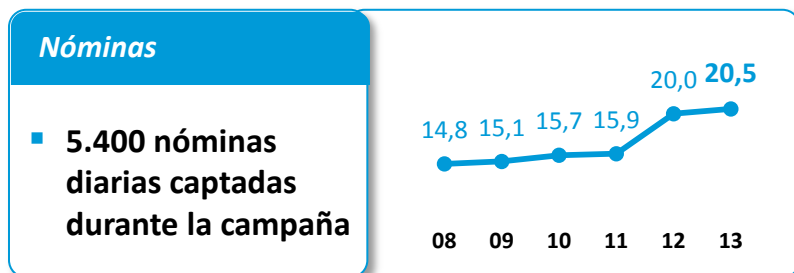 Nóminas
▪ 5.400 nóminas
diarias captadas
durante la campaña
14,8 15,1 15,7 15,9 20,0 20,5
08 09 10 11 12 13